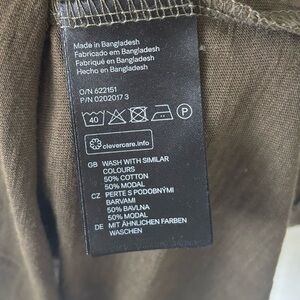 Made in Bangladesh
Fabricado em Bangladesh
Fabriqué en Bangladesh
Hecho en Bangladesh
O/N 622151
P/N 0202017 3
40 P
clevercare.info
GB WASH WITH SIMILAR
COLOURS
50% COTTON
50% MODAL
CZ PERTE S PODOBNÝMI
BARVAMI
50% BAVLNA
50% MODAL
DE MIT ÄHNLICHEN FARBEN
WASCHEN